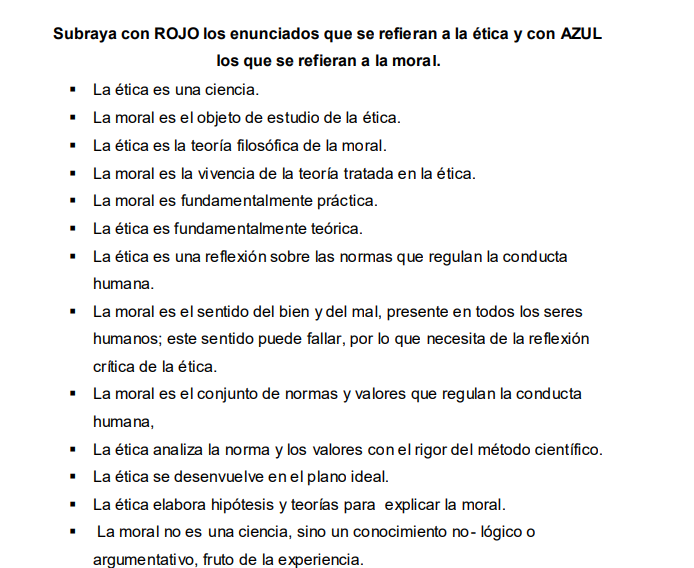 Subraya con ROJO los enunciados que se refieran a la ética y con AZUL
los que se refieran a la moral.
▪ La ética es una ciencia.
▪ La moral es el objeto de estudio de la ética.
▪ La ética es la teoría filosófica de la moral.
▪ La moral es la vivencia de la teoría tratada en la ética.
▪ La moral es fundamentalmente práctica.
▪ La ética es fundamentalmente teórica.
▪ La ética es una reflexión sobre las normas que regulan la conducta
humana.
▪ La moral es el sentido del bien y del mal, presente en todos los seres
humanos; este sentido puede fallar, por lo que necesita de la reflexión
crítica de la ética.
▪ La moral es el conjunto de normas y valores que regulan la conducta
humana,
▪ La ética analiza la norma y los valores con el rigor del método científico.
▪ La ética se desenvuelve en el plano ideal.
▪ La ética elabora hipótesis y teorías para explicar la moral.
▪ La moral no es una ciencia, sino un conocimiento no- lógico o
argumentativo, fruto de la experiencia.